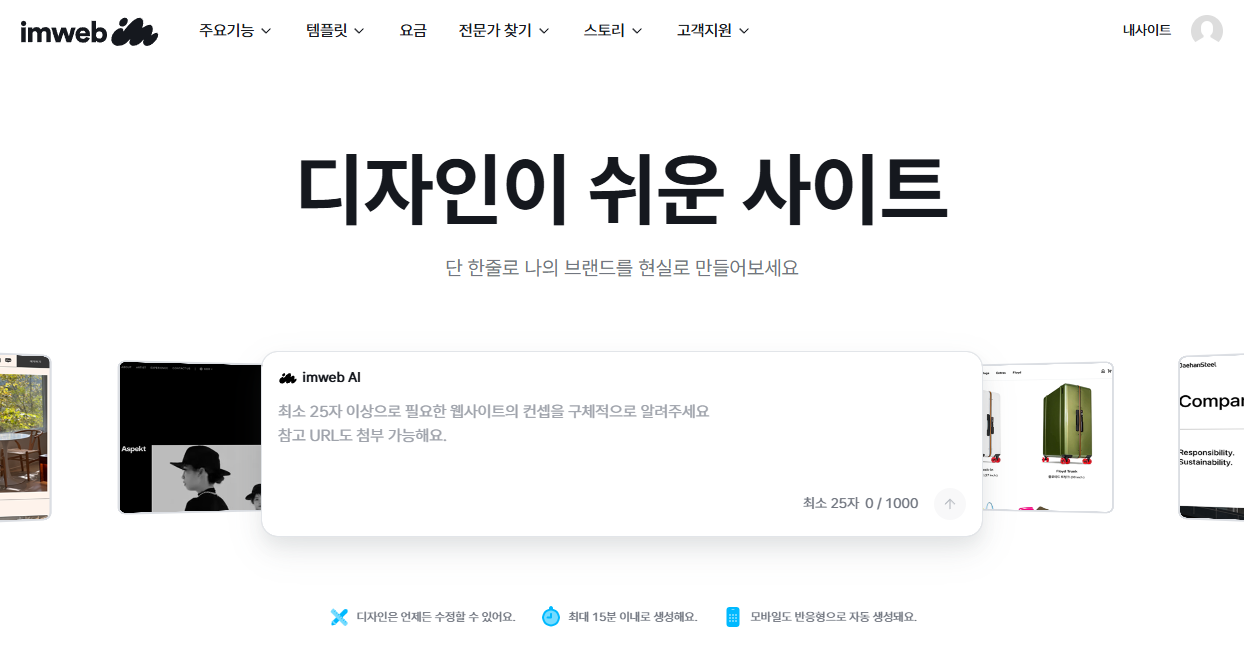 imweb
주요기능
템플릿
요금
전문가 찾기
스토리
고객지원
내사이트
디자인이 쉬운 사이트
단 한줄로 나의 브랜드를 현실로 만들어보세요
imweb AI
최소 25자 이상으로 필요한 웹사이트의 컨셉을 구체적으로 알려주세요
참고 URL도 첨부 가능해요.
최소 25자 0 / 1000
Aspekt
Floyd Trunk
JaehanSteel
Compar
Responsibility.
Sustainability.
디자인은 언제든 수정할 수 있어요.
최대 15분 이내로 생성해요.
모바일도 반응형으로 자동 생성돼요.